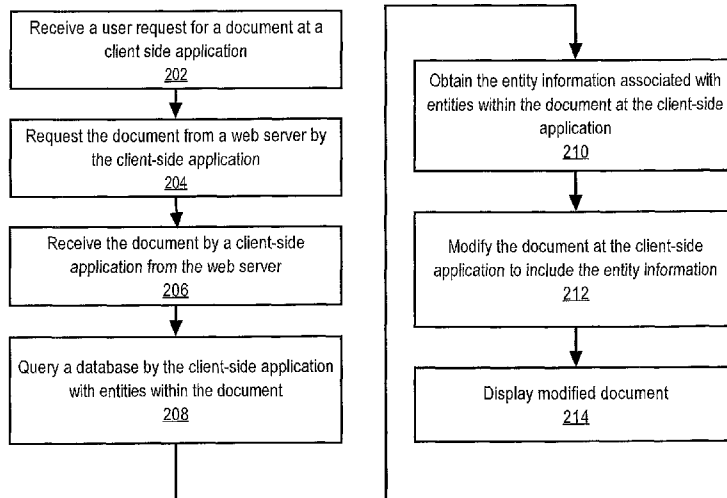 Receive a user request for a document at a
client side application
202
Request the document from a web server by
the client-side application
204
Receive the document by a client-side
application from the web server
206
Query a database by the client-side application
with entities within the document
208
Obtain the entity information associated with
entities within the document at the client-side
application
210
Modify the document at the client-side
application to include the entity information
212
Display modified document
214